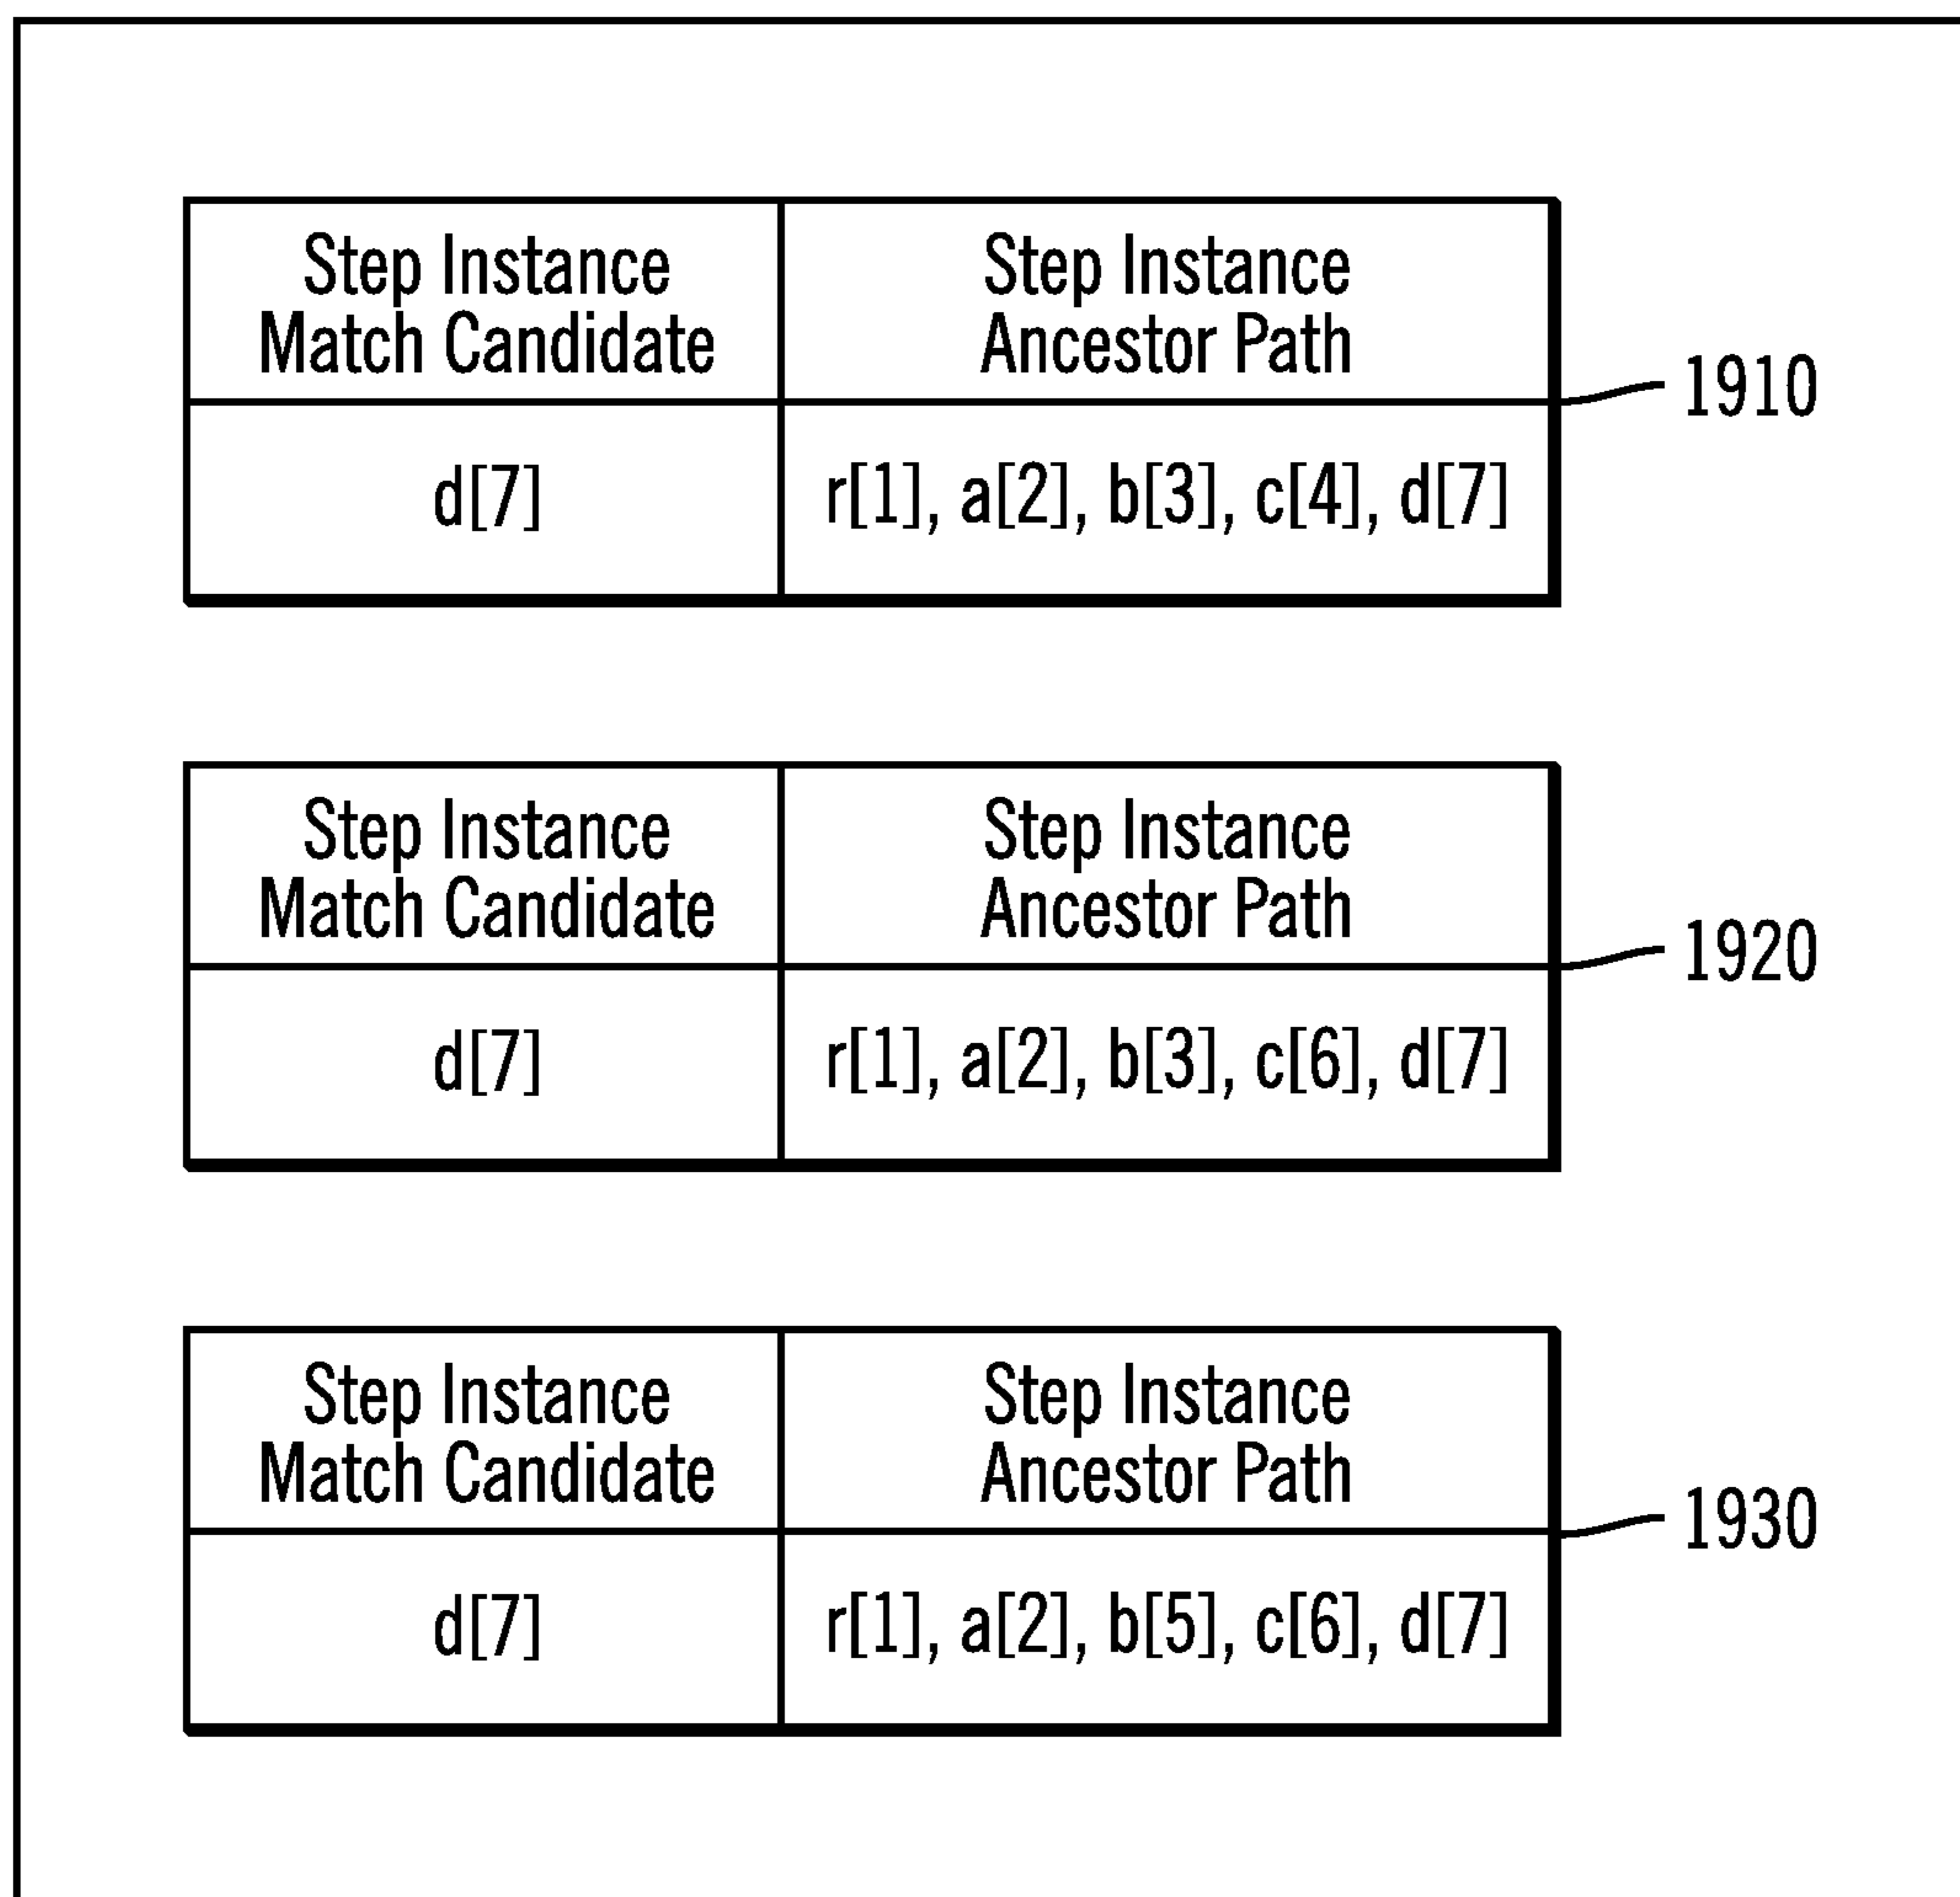 Step Instance
Match Candidate
Step Instance
Ancestor Path
1910
d[7]
r[1], a[2], b[3], c[4], d[7]
Step Instance
Match Candidate
Step Instance
Ancestor Path
1920
d[7]
r[1], a[2], b[3], c[6], d[7]
Step Instance
Match Candidate
Step Instance
Ancestor Path
1930
d[7]
r[1], a[2], b[5], c[6], d[7]